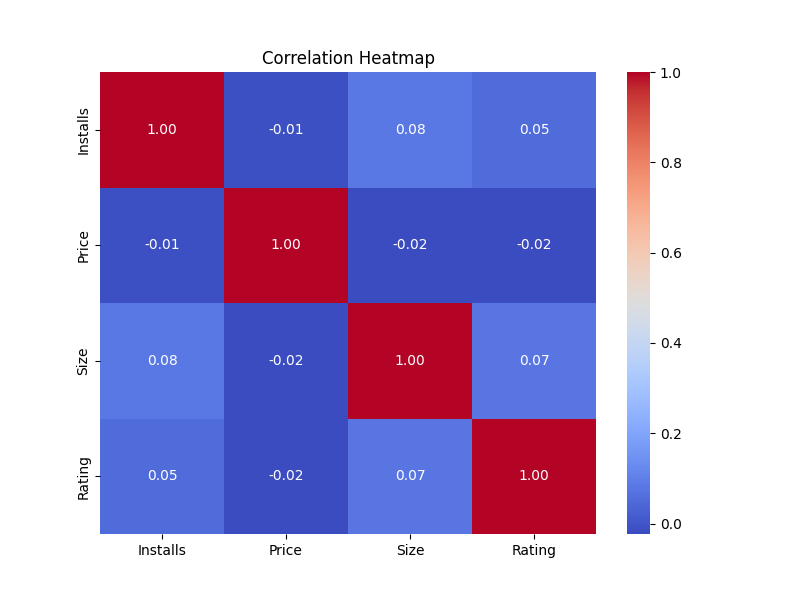 Correlation Heatmap
Installs 1.00 -0.01 0.08 0.05
Price -0.01 1.00 -0.02 -0.02
Size 0.08 -0.02 1.00 0.07
Rating 0.05 -0.02 0.07 1.00
Installs Price Size Rating
1.0
0.8
0.6
0.4
0.2
0.0